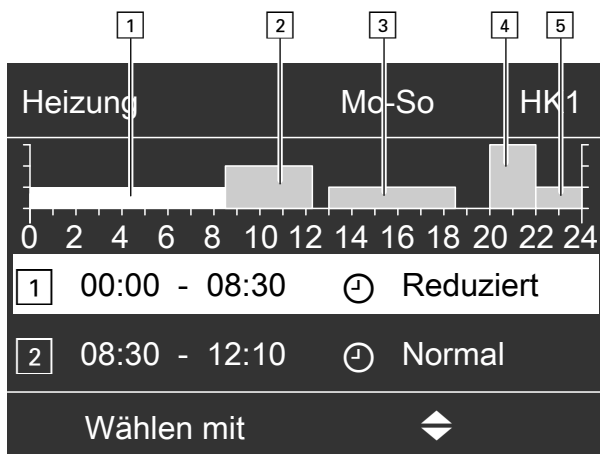 1 2 3 4 5
Heizung Mo-So HK1
0 2 4 6 8 10 12 14 16 18 20 22 24
1 00:00 - 08:30 Reduziert
2 08:30 - 12:10 Normal
Wählen mit